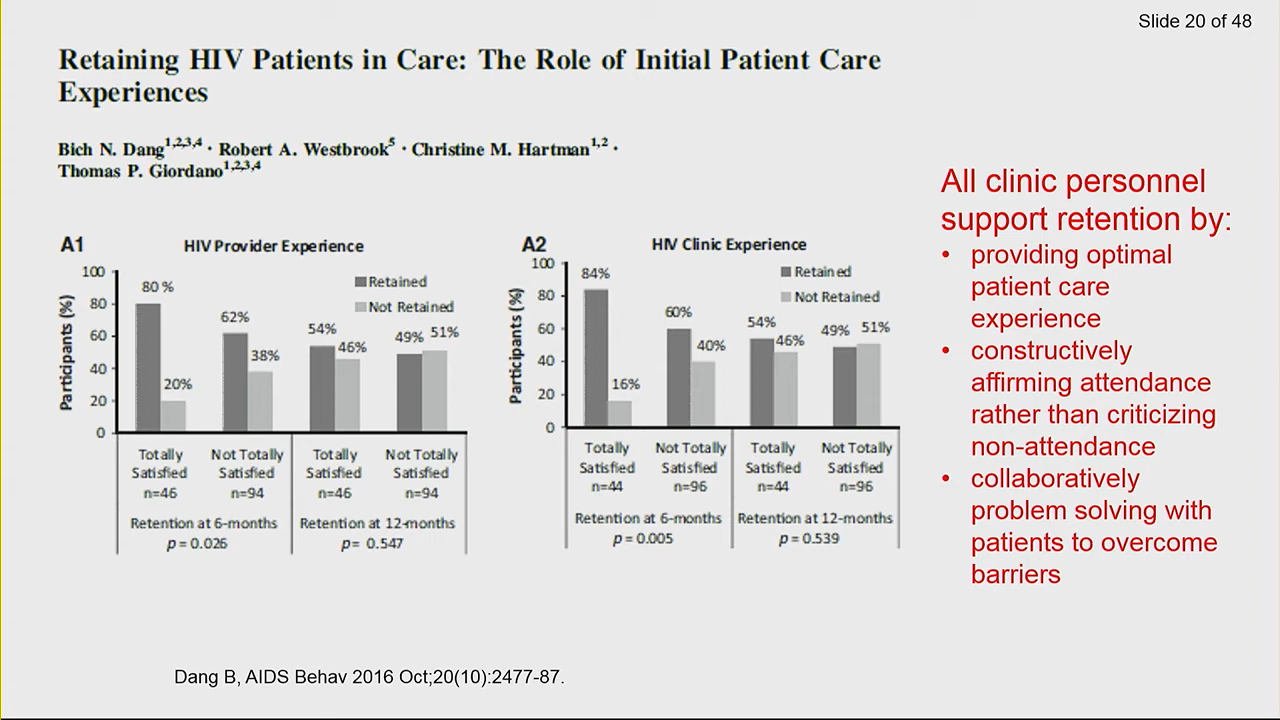 Slide 20 of 48
Retaining HIV Patients in Care: The Role of Initial Patient Care
Experiences
Bich N. Dang1,2,3,4 · Robert A. Westbrook5 · Christine M. Hartman1,2 ·
Thomas P. Giordano1,2,3,4
A1
HIV Provider Experience
Participants (%)
100
80
60
40
20
0
Retained
Not Retained
80 %
20%
62%
38%
54%
46%
49%
51%
Totally
Satisfied
n=46
Not Totally
Satisfied
n=94
Totally
Satisfied
n=46
Not Totally
Satisfied
n=94
Retention at 6-months
p = 0.026
Retention at 12-months
p = 0.547
A2
HIV Clinic Experience
Participants (%)
100
80
60
40
20
0
Retained
Not Retained
84%
16%
60%
40%
54%
46%
49%
51%
Totally
Satisfied
n=44
Not Totally
Satisfied
n=96
Totally
Satisfied
n=44
Not Totally
Satisfied
n=96
Retention at 6-months
p = 0.005
Retention at 12-months
p = 0.539
All clinic personnel
support retention by:
• providing optimal
patient care
experience
• constructively
affirming attendance
rather than criticizing
non-attendance
• collaboratively
problem solving with
patients to overcome
barriers
Dang B, AIDS Behav 2016 Oct;20(10):2477-87.